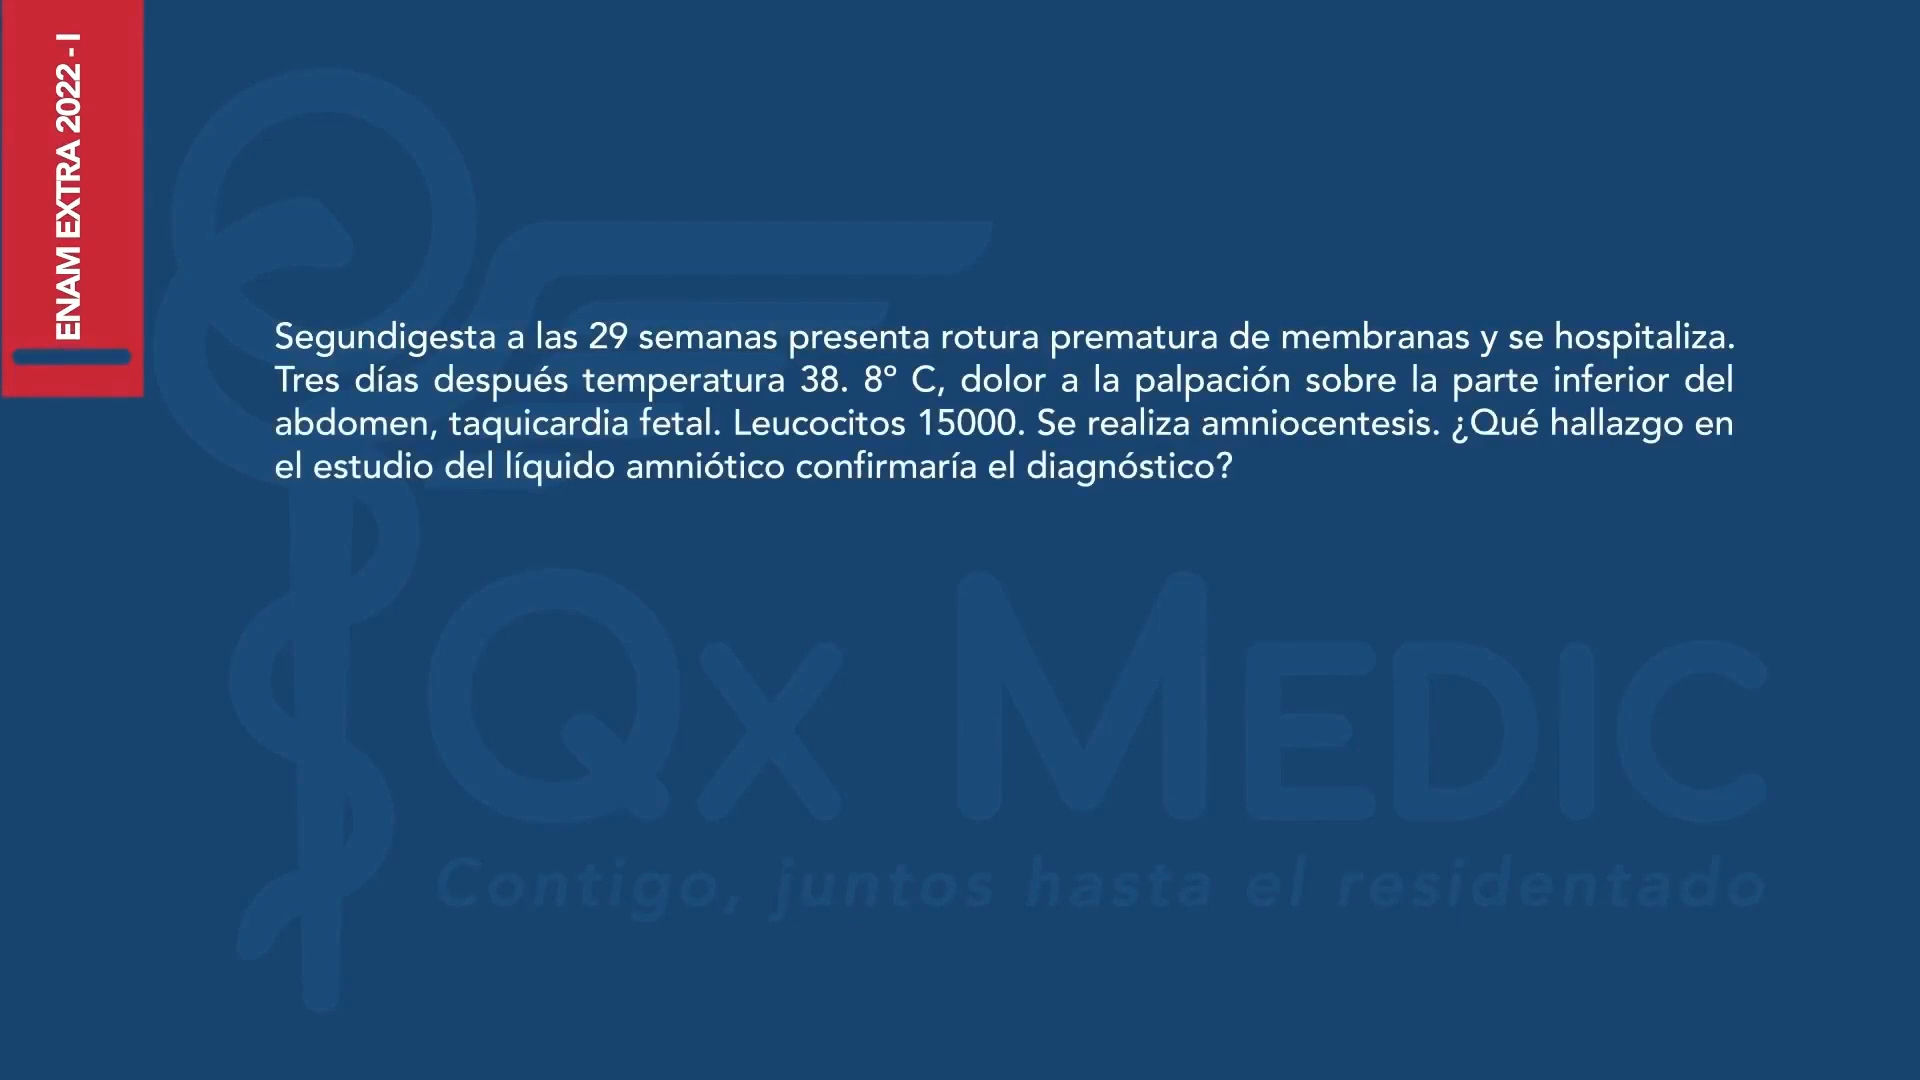 ENAM EXTRA 2022 - I
Segundigesta a las 29 semanas presenta rotura prematura de membranas y se hospitaliza.
Tres días después temperatura 38. 8º C, dolor a la palpación sobre la parte inferior del
abdomen, taquicardia fetal. Leucocitos 15000. Se realiza amniocentesis. ¿Qué hallazgo en
el estudio del líquido amniótico confirmaría el diagnóstico?
QX MEDIC
Contigo, juntos hasta el residentado